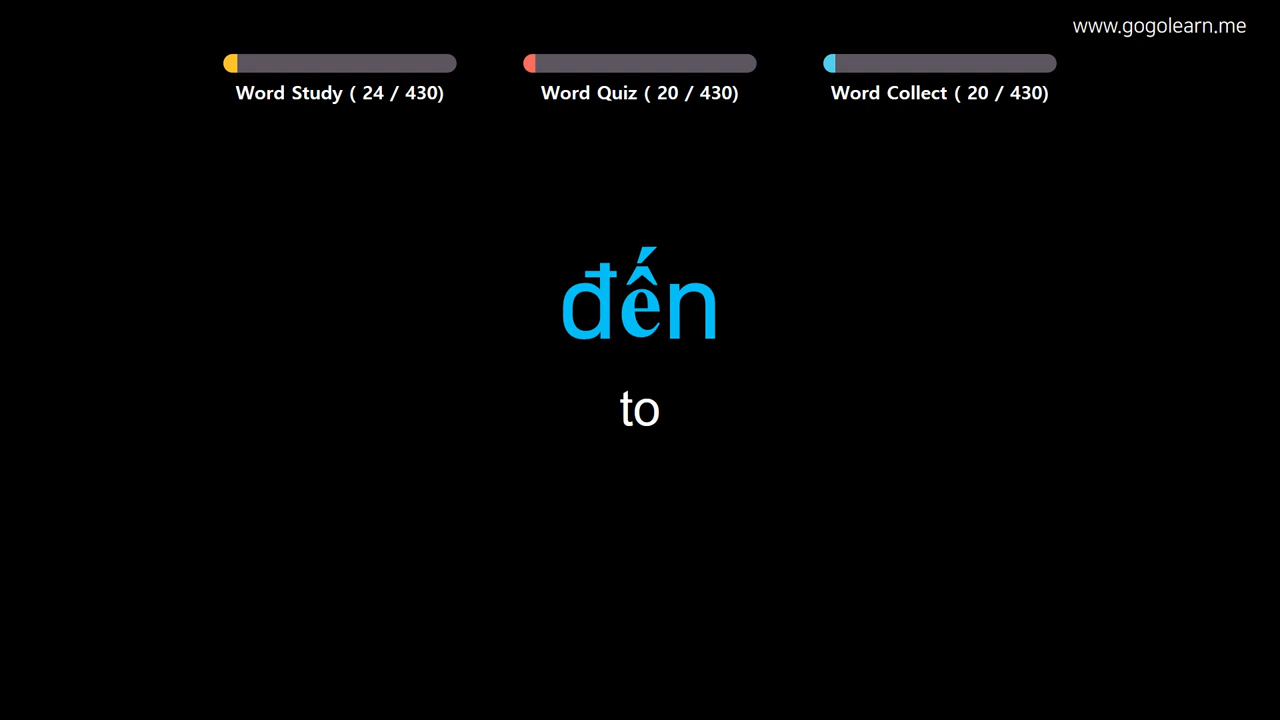 www.gogolearn.me
Word Study ( 24 / 430)
Word Quiz ( 20 / 430)
Word Collect ( 20 / 430)
đến
to